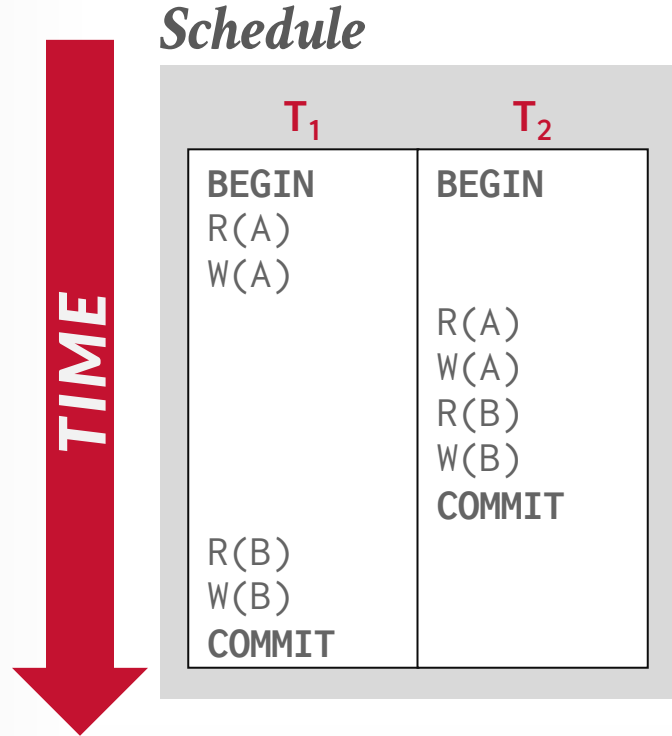 Schedule
TIME
T₁ T₂
BEGIN BEGIN
R(A)
W(A)
R(A)
W(A)
R(B)
W(B)
COMMIT
R(B)
W(B)
COMMIT